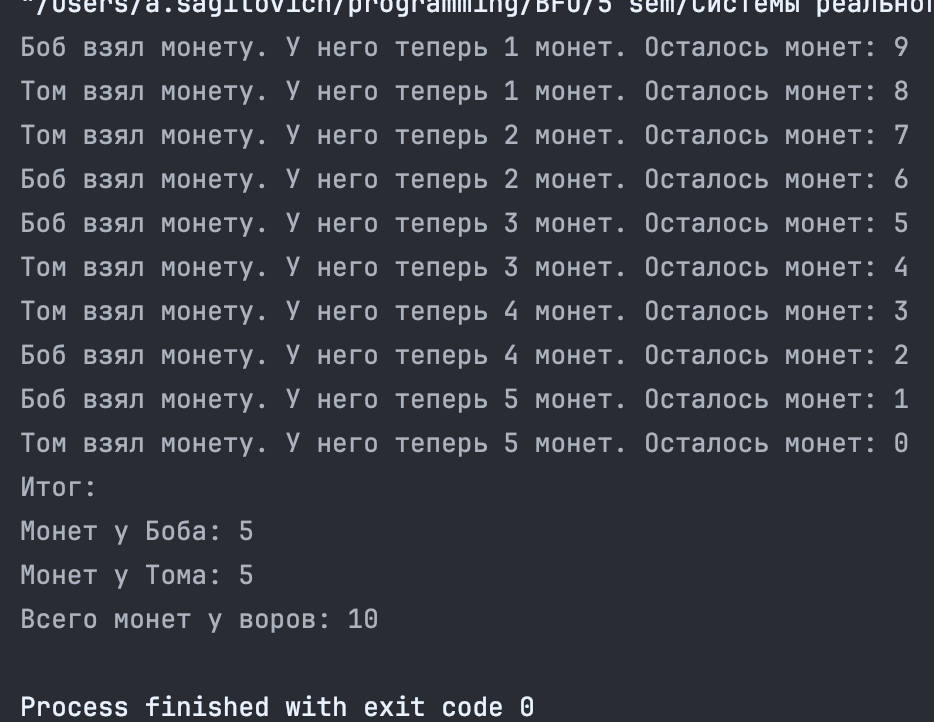 "/Users/a.sagitovich/programming/BFU/5 sem/Системы
Боб взял монету. У него теперь 1 монет. Осталось монет: 9
Том взял монету. У него теперь 1 монет. Осталось монет: 8
Том взял монету. У него теперь 2 монет. Осталось монет: 7
Боб взял монету. У него теперь 2 монет. Осталось монет: 6
Боб взял монету. У него теперь 3 монет. Осталось монет: 5
Том взял монету. У него теперь 3 монет. Осталось монет: 4
Том взял монету. У него теперь 4 монет. Осталось монет: 3
Боб взял монету. У него теперь 4 монет. Осталось монет: 2
Боб взял монету. У него теперь 5 монет. Осталось монет: 1
Том взял монету. У него теперь 5 монет. Осталось монет: 0
Итог:
Монет у Боба: 5
Монет у Тома: 5
Всего монет у воров: 10
Process finished with exit code 0